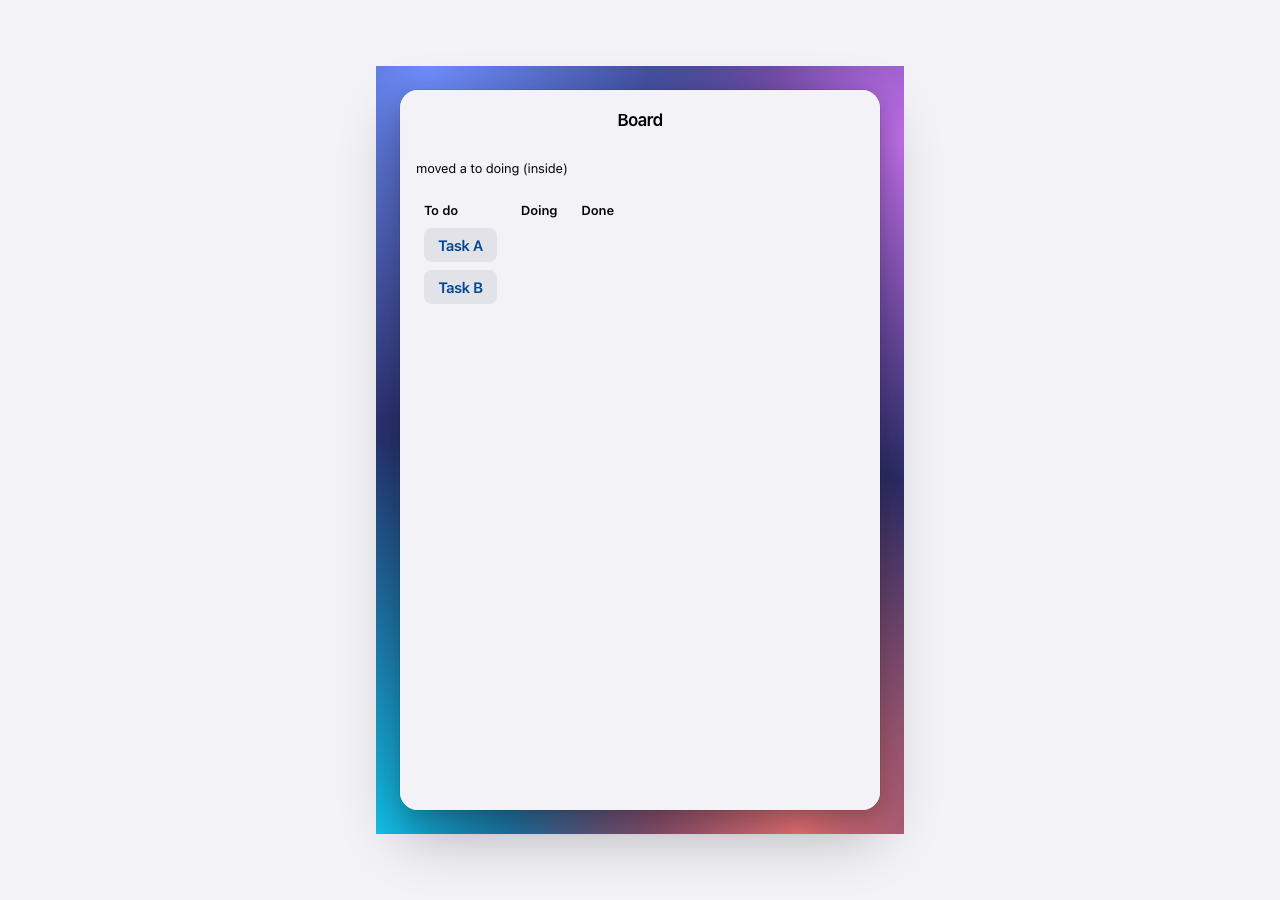 Board
moved a to doing (inside)
To do Doing Done
Task A
Task B